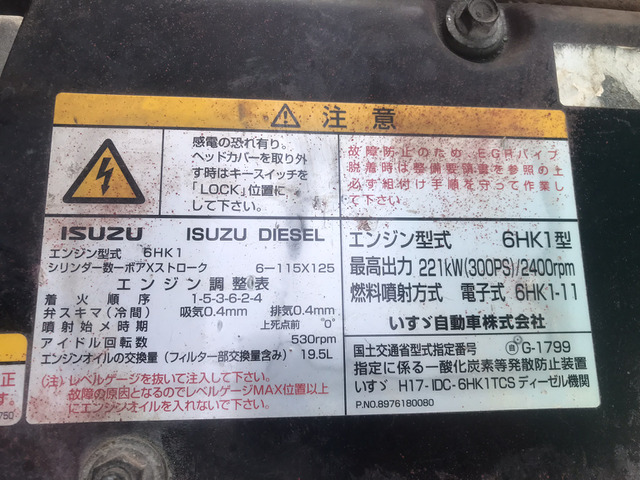 注意
感電の恐れ有り。
ヘッドカバーを取り外
す時はキースイッチを
「LOCK」位置に
して下さい。
故障防止のため EGRパイプ
脱着時は整備要領書を参照の上
必ず組付け手順を守って作業し
て下さい。
ISUZU ISUZU DIESEL
エンジン型式 6HK1
シリンダ数ーボアXストローク 6-115X125
エンジン調整表
着火順序 1-5-3-6-2-4
弁スキマ(冷間) 吸気0.4mm 排気0.4mm
噴射始メ時期 上死点前 °0°
アイドル回転数 530rpm
エンジンオイルの交換量(フィルター部交換量含み) 19.5L
(注)レベルゲージを抜いて注入して下さい。
故障の原因となるのでレベルゲージMAX位置以上
にエンジンオイルを入れないで下さい。
エンジン型式 6HK1型
最高出力 221kW(300PS)/2400rpm
燃料噴射方式 電子式 6HK1-11
いすゞ自動車株式会社
国土交通省型式指定番号 G-1799
指定に係る一酸化炭素等発散防止装置
いすゞ H17-IDC-6HK1TCS ディーゼル機関
P.NO.8976180080
正
す。
750